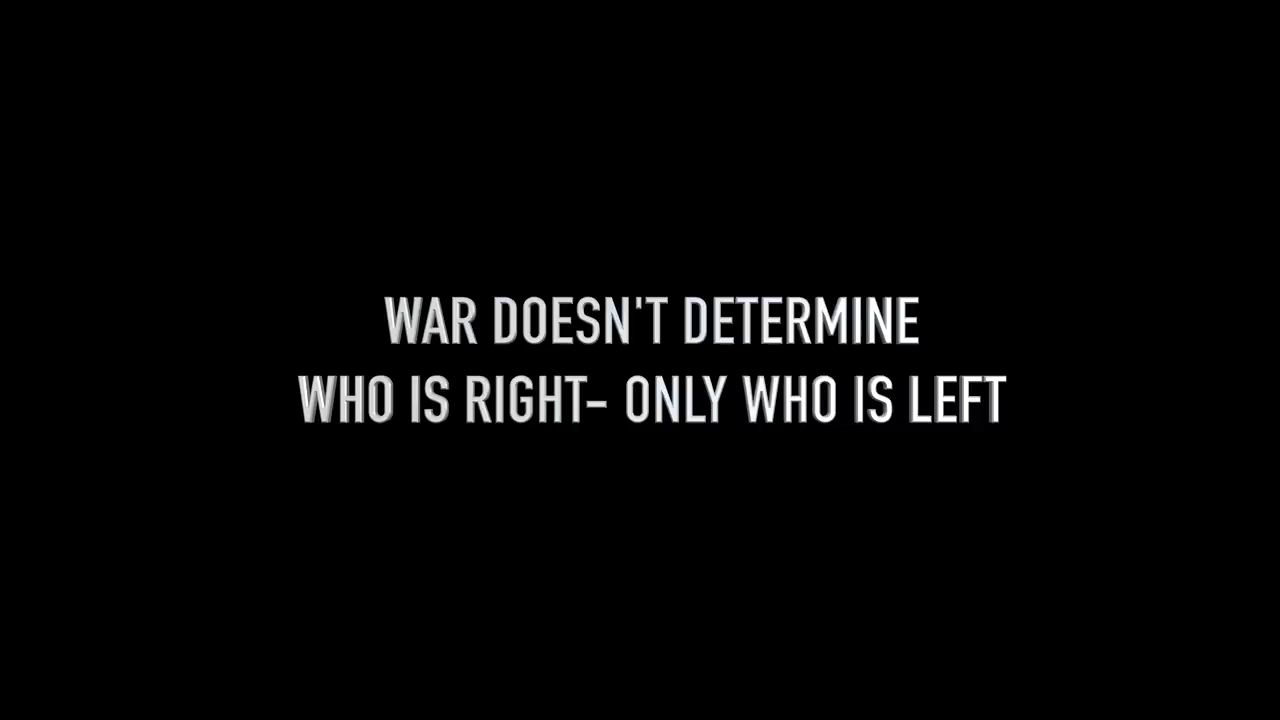 WAR DOESN'T DETERMINE
WHO IS RIGHT- ONLY WHO IS LEFT